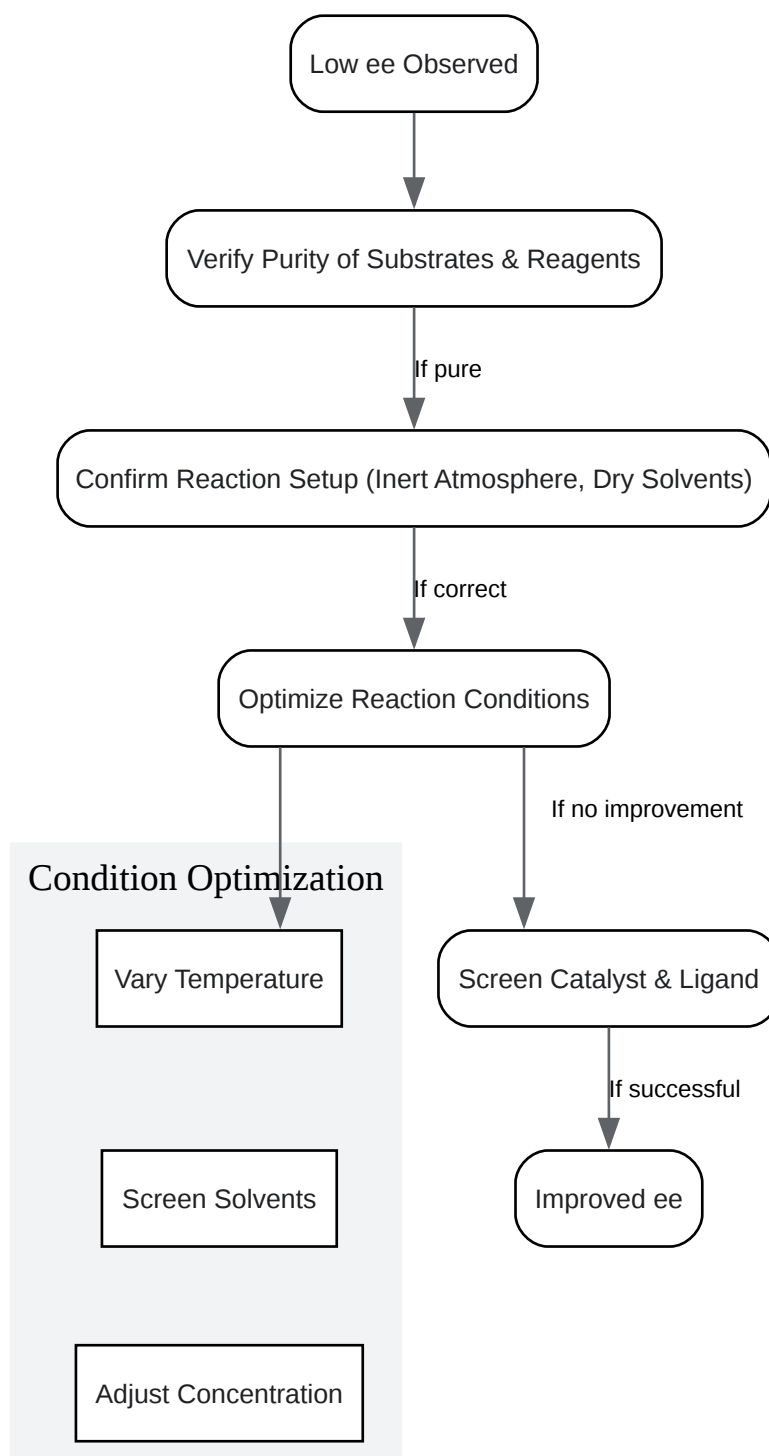 Low ee Observed
Verify Purity of Substrates & Reagents
If pure
Confirm Reaction Setup (Inert Atmosphere, Dry Solvents)
If correct
Optimize Reaction Conditions
If no improvement
Condition Optimization
Vary Temperature
Screen Catalyst & Ligand
If successful
Screen Solvents
Improved ee
Adjust Concentration